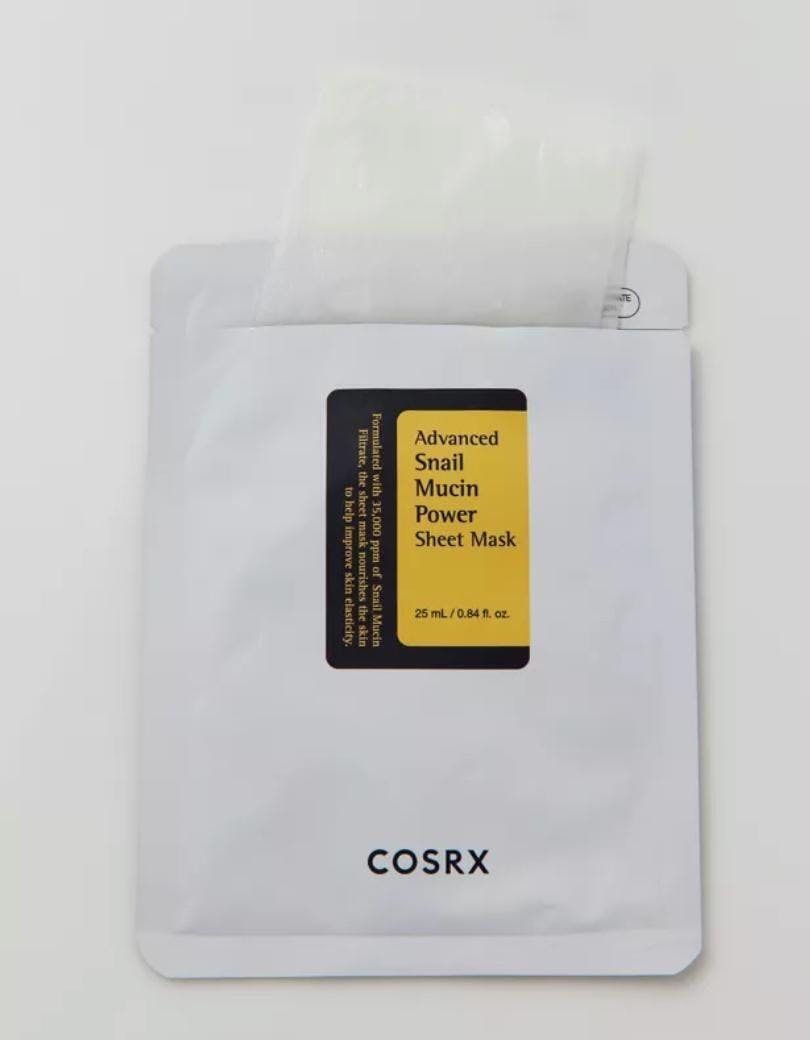 Advanced
Snail
Mucin
Power
Sheet Mask
25 mL / 0.84 fl. oz.
Formulated with 35,000 ppm of Snail Mucin
Filtrate, the sheet mask nourishes the skin
to help improve skin elasticity.
COSRX